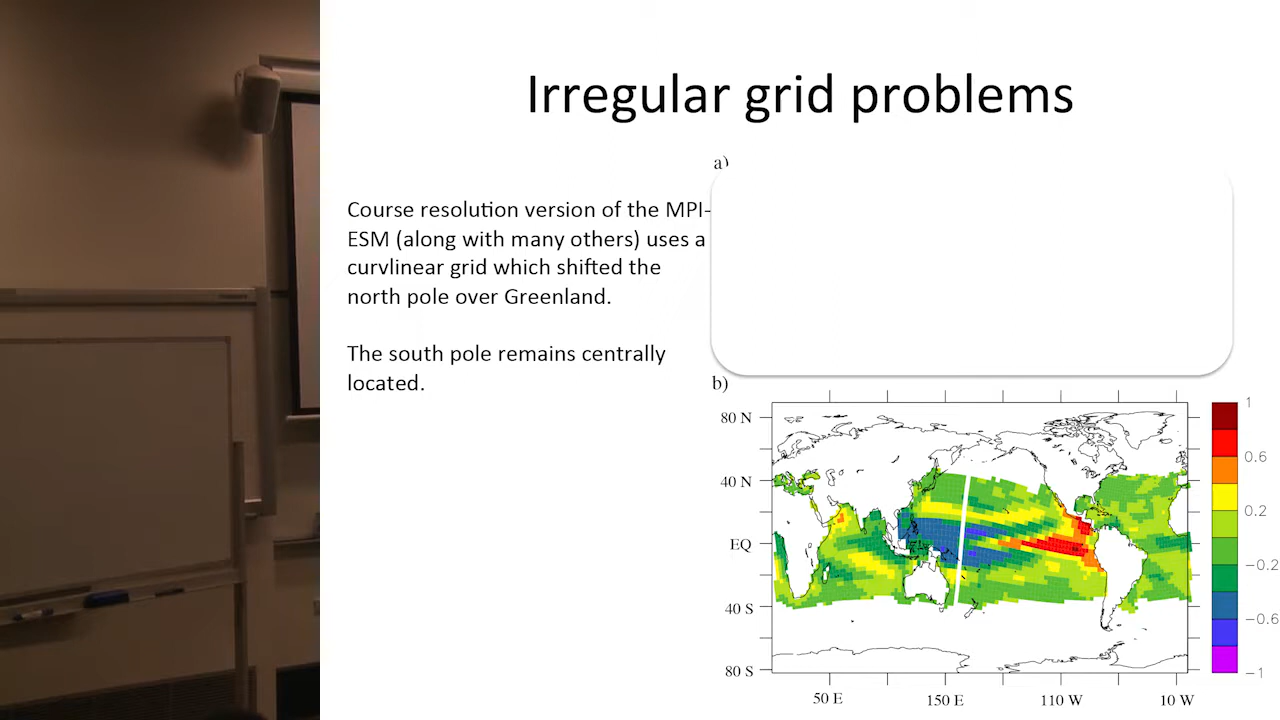 Irregular grid problems
a)
Course resolution version of the MPI-
ESM (along with many others) uses a
curvlinear grid which shifted the
north pole over Greenland.
The south pole remains centrally
located.
b)
80 N
40 N
EQ
40 S
80 S
50 E
150 E
110 W
10 W
1
0.6
0.2
−0.2
−0.6
−1